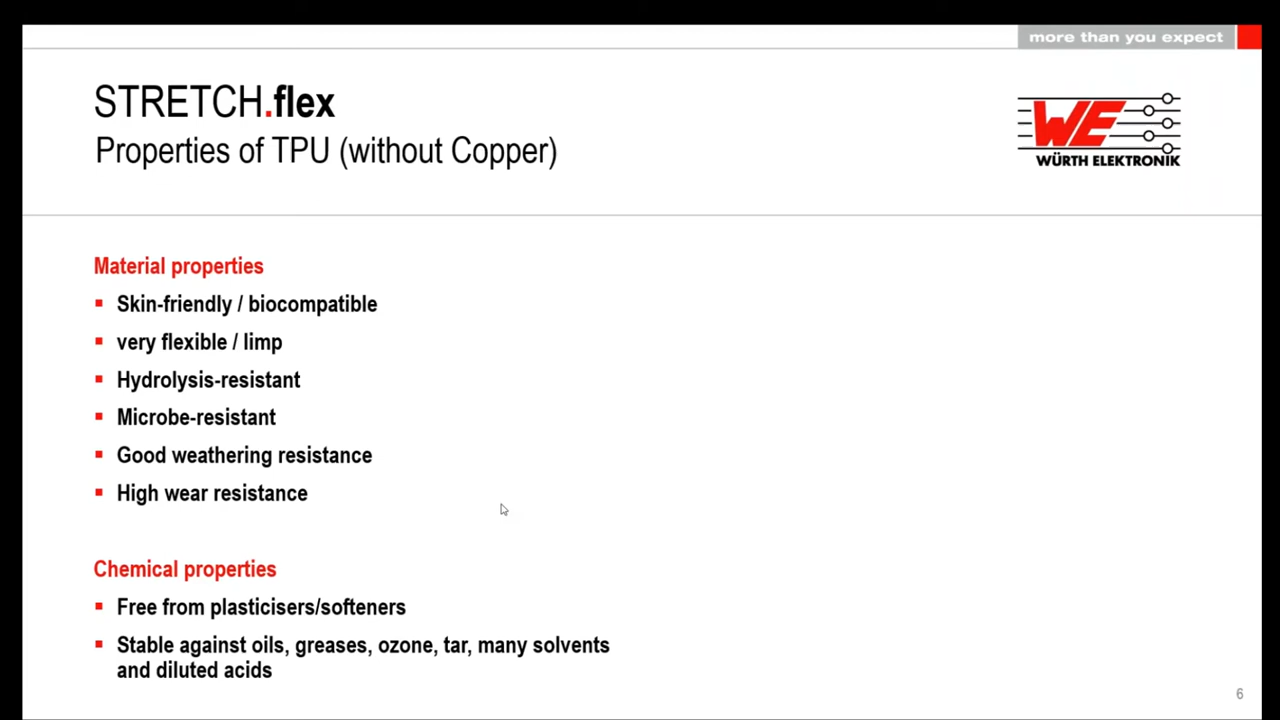 more than you expect
STRETCH.flex
Properties of TPU (without Copper)
WE
WÜRTH ELEKTRONIK
Material properties
▪ Skin-friendly / biocompatible
▪ very flexible / limp
▪ Hydrolysis-resistant
▪ Microbe-resistant
▪ Good weathering resistance
▪ High wear resistance
Chemical properties
▪ Free from plasticisers/softeners
▪ Stable against oils, greases, ozone, tar, many solvents
and diluted acids
6